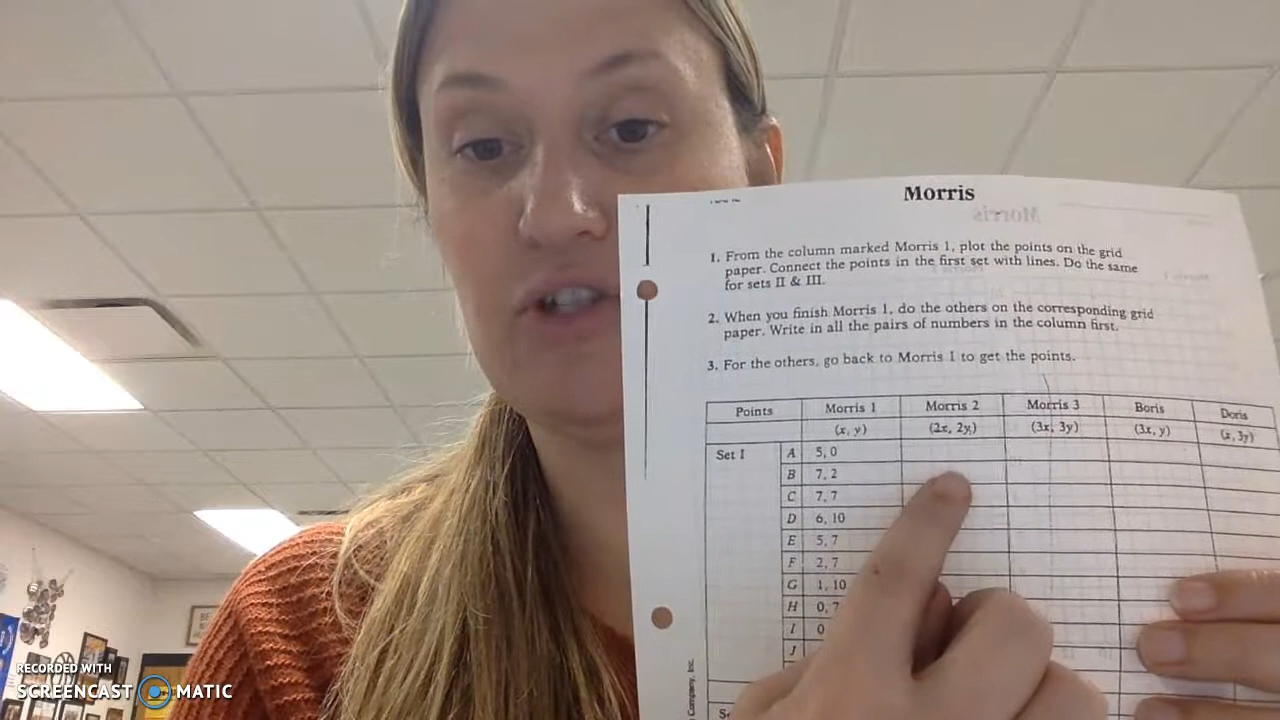 Morris
1. From the column marked Morris 1, plot the points on the grid
paper. Connect the points in the first set with lines. Do the same
for sets II & III.
2. When you finish Morris 1, do the others on the corresponding grid
paper. Write in all the pairs of numbers in the column first.
3. For the others, go back to Morris 1 to get the points.
Points Morris 1 Morris 2 Morris 3 Boris Doris
(x, y) (2x, 2y) (3x, 3y) (3x, y) (x, 3y)
Set I A 5, 0
B 7, 2
C 7, 7
D 6, 10
E 5, 7
F 2, 7
G 1, 10
H 0, 7
I 0
J
Company, Inc.
RECORDED WITH
SCREENCAST MATIC